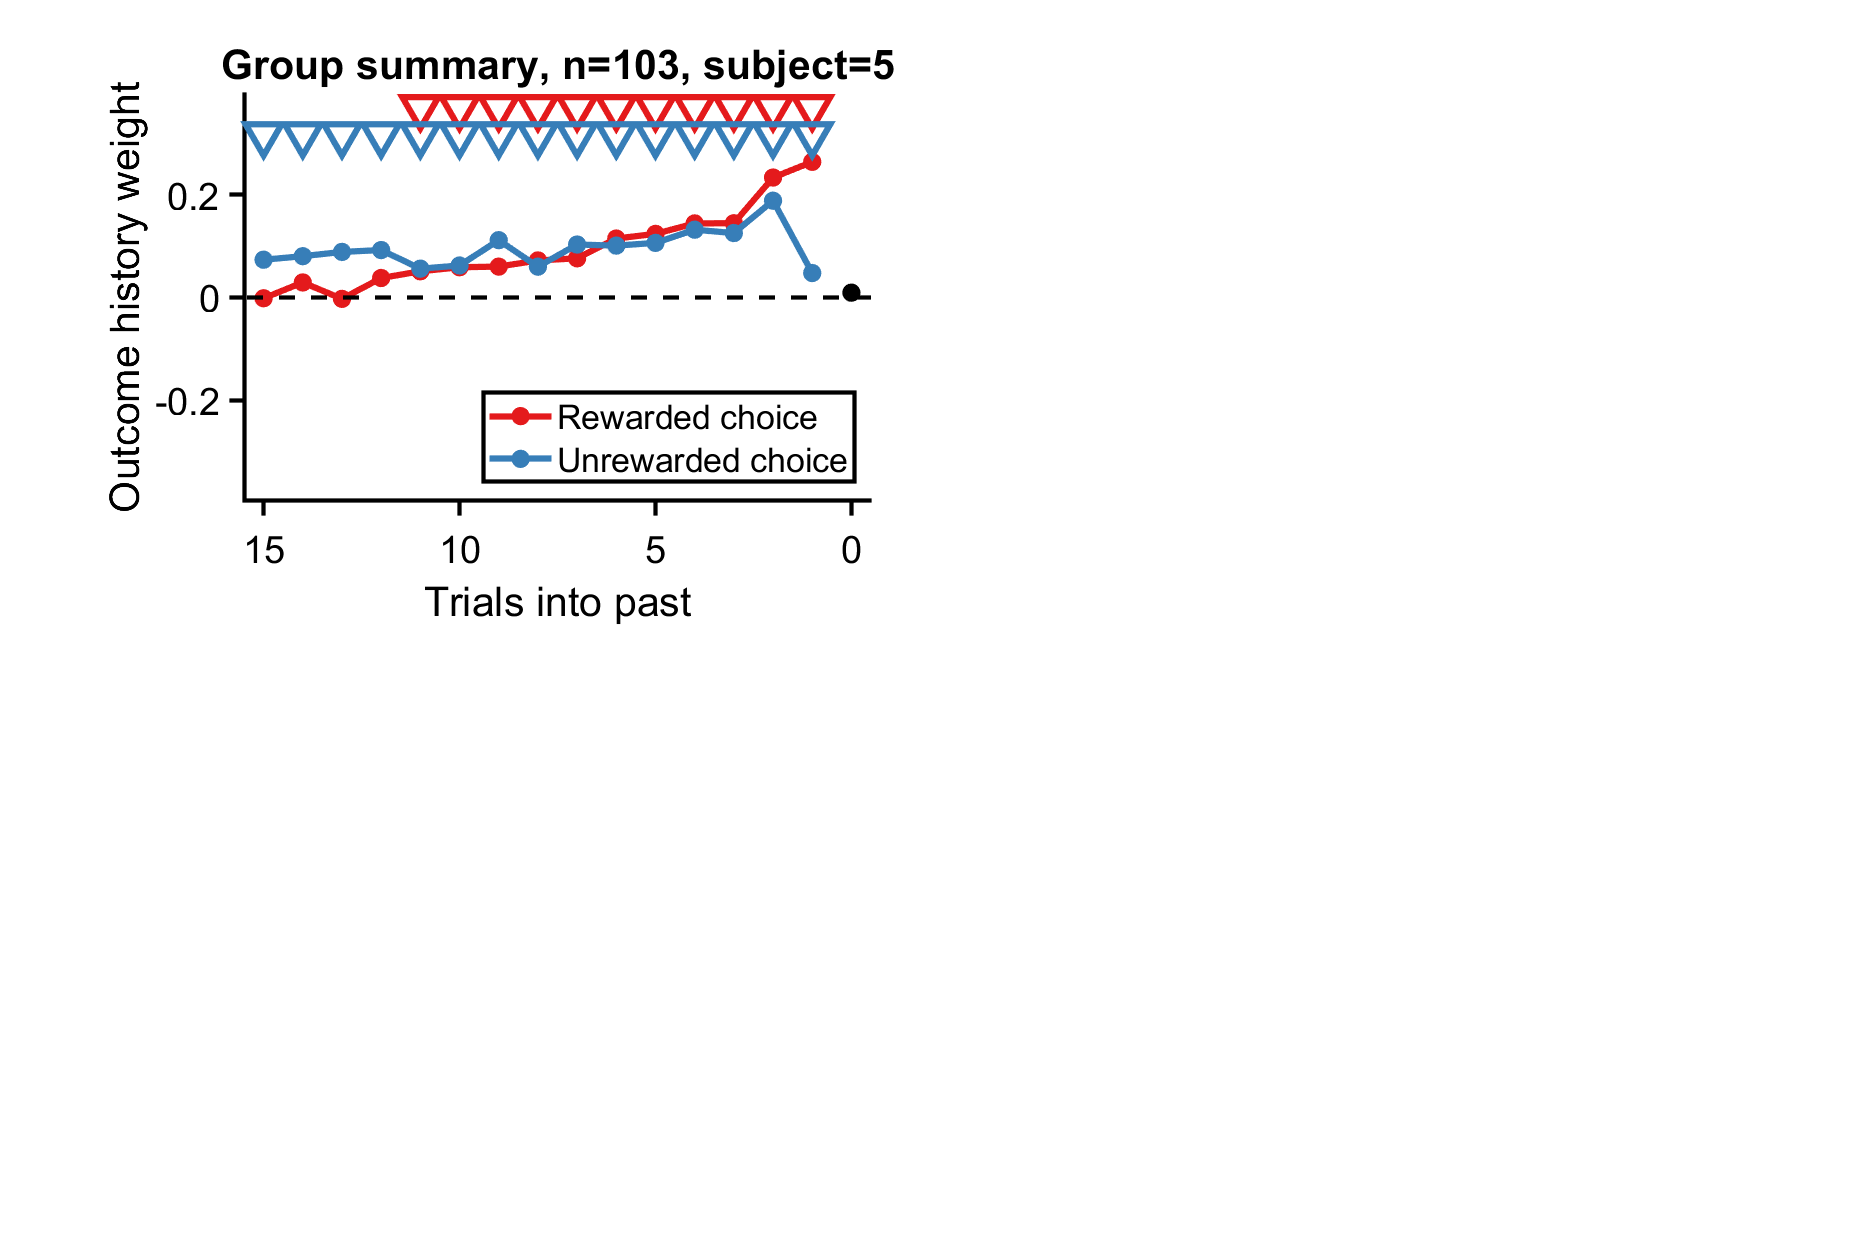 Group summary, n=103, subject=5
Outcome history weight
0.2
0
-0.2
Rewarded choice
Unrewarded choice
15 10 5 0
Trials into past